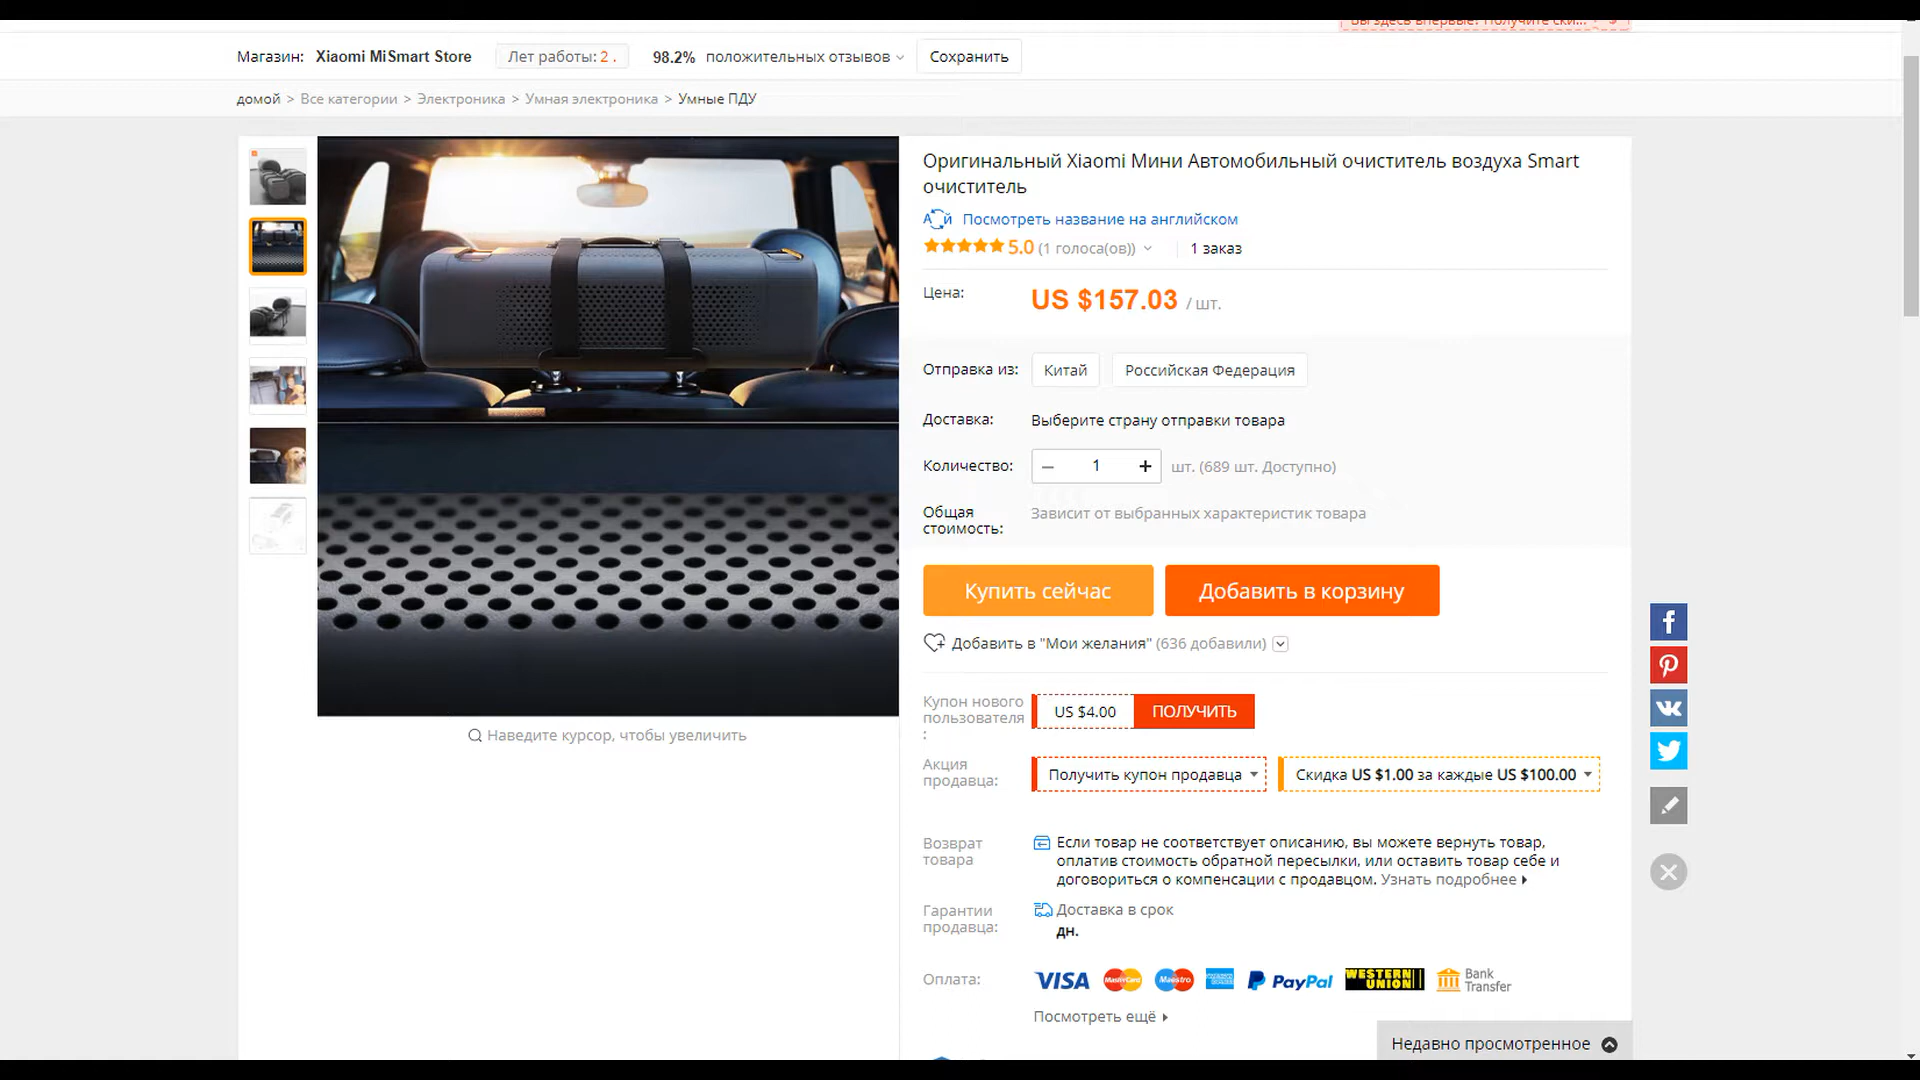 Вы здесь впервые? Получите ски...
Магазин: Xiaomi MiSmart Store Лет работы: 2 . 98.2% положительных отзывов Сохранить
домой > Все категории > Электроника > Умная электроника > Умные ПДУ
Оригинальный Xiaomi Мини Автомобильный очиститель воздуха Smart
очиститель
Посмотреть название на английском
5.0 (1 голоса(ов)) 1 заказ
Цена: US $157.03 / шт.
Отправка из: Китай Российская Федерация
Доставка: Выберите страну отправки товара
Количество: – 1 + шт. (689 шт. Доступно)
Общая
стоимость:
Зависит от выбранных характеристик товара
Купить сейчас Добавить в корзину
Добавить в "Мои желания" (636 добавили)
Наведите курсор, чтобы увеличить
Купон нового
пользователя
:
US $4.00 ПОЛУЧИТЬ
Акция
продавца:
Получить купон продавца Скидка US $1.00 за каждые US $100.00
Возврат
товара
Если товар не соответствует описанию, вы можете вернуть товар,
оплатив стоимость обратной пересылки, или оставить товар себе и
договориться о компенсации с продавцом. Узнать подробнее
Гарантии
продавца:
Доставка в срок
дн.
Оплата: VISA MasterCard Maestro PayPal WESTERN UNION Bank Transfer
Посмотреть ещё
Недавно просмотренное